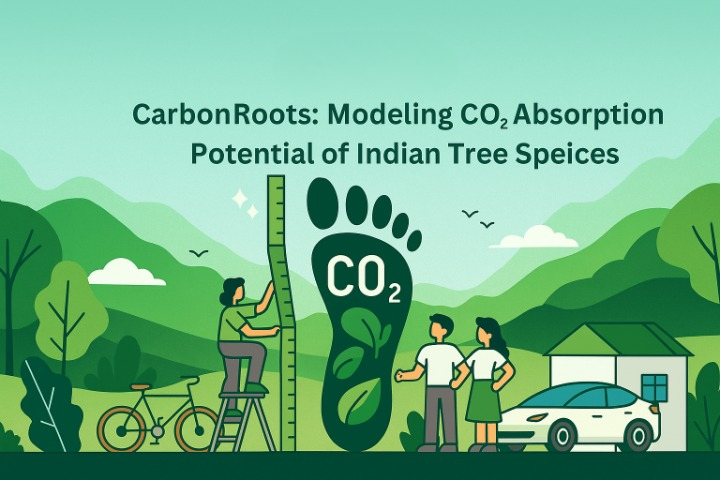 CarbonRoots: Modeling CO₂ Absorption
Potential of Indian Tree Speices
CO₂